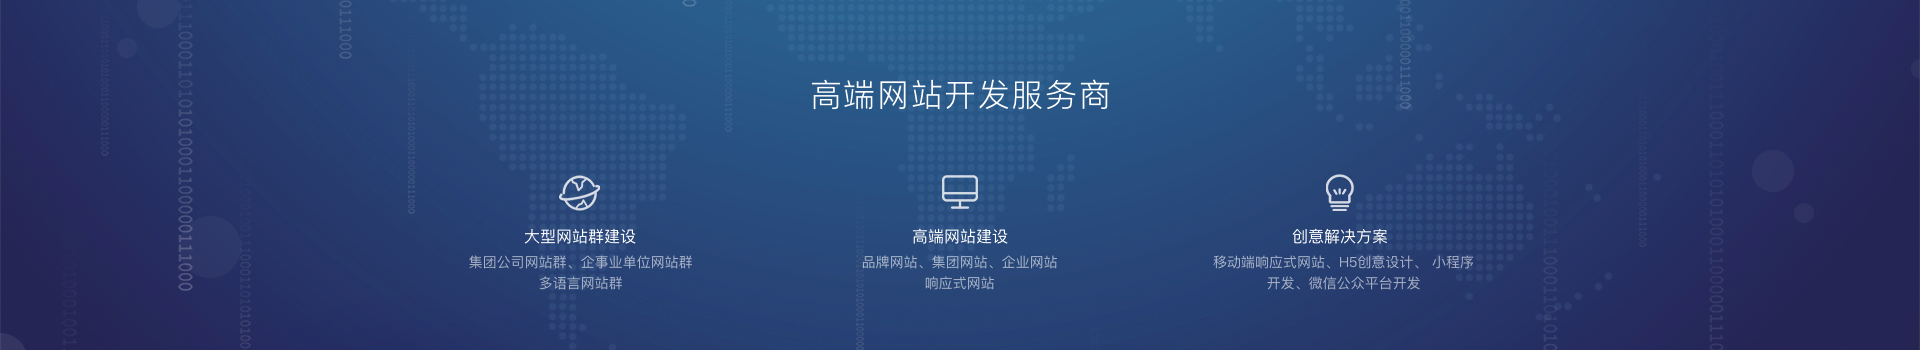 高端网站开发服务商
大型网站群建设
集团公司网站群、企事业单位网站群
多语言网站群
高端网站建设
品牌网站、集团网站、企业网站
响应式网站
创意解决方案
移动端响应式网站、H5创意设计、 小程序
开发、微信公众平台开发